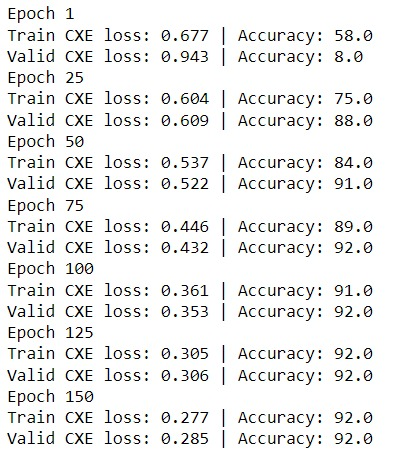 Epoch 1
Train CXE loss: 0.677 | Accuracy: 58.0
Valid CXE loss: 0.943 | Accuracy: 8.0
Epoch 25
Train CXE loss: 0.604 | Accuracy: 75.0
Valid CXE loss: 0.609 | Accuracy: 88.0
Epoch 50
Train CXE loss: 0.537 | Accuracy: 84.0
Valid CXE loss: 0.522 | Accuracy: 91.0
Epoch 75
Train CXE loss: 0.446 | Accuracy: 89.0
Valid CXE loss: 0.432 | Accuracy: 92.0
Epoch 100
Train CXE loss: 0.361 | Accuracy: 91.0
Valid CXE loss: 0.353 | Accuracy: 92.0
Epoch 125
Train CXE loss: 0.305 | Accuracy: 92.0
Valid CXE loss: 0.306 | Accuracy: 92.0
Epoch 150
Train CXE loss: 0.277 | Accuracy: 92.0
Valid CXE loss: 0.285 | Accuracy: 92.0